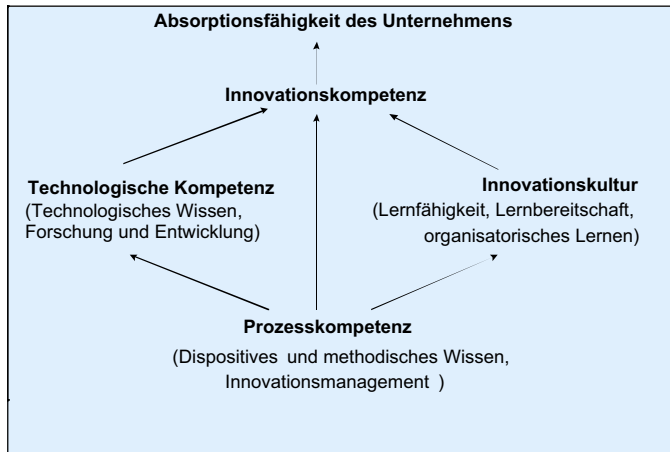 Absorptionsfähigkeit des Unternehmens
Innovationskompetenz
Technologische Kompetenz
(Technologisches Wissen,
Forschung und Entwicklung)
Innovationskultur
(Lernfähigkeit, Lernbereitschaft,
organisatorisches Lernen)
Prozesskompetenz
(Dispositives und methodisches Wissen,
Innovationsmanagement )